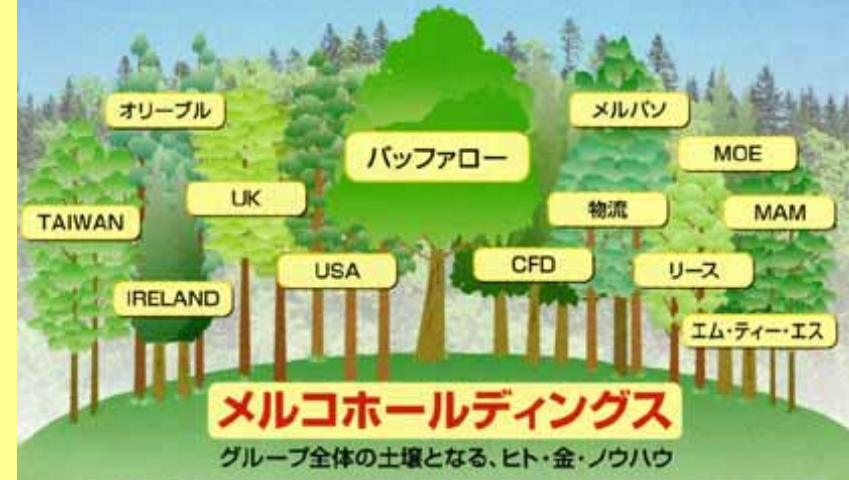 オリーブル
メルバソ
バッファロー
MOE
UK
物流
MAM
TAIWAN
USA
CFD
リース
IRELAND
エム・ティー・エス
メルコホールディングス
グループ全体の土壌となる、ヒト・金・ノウハウ